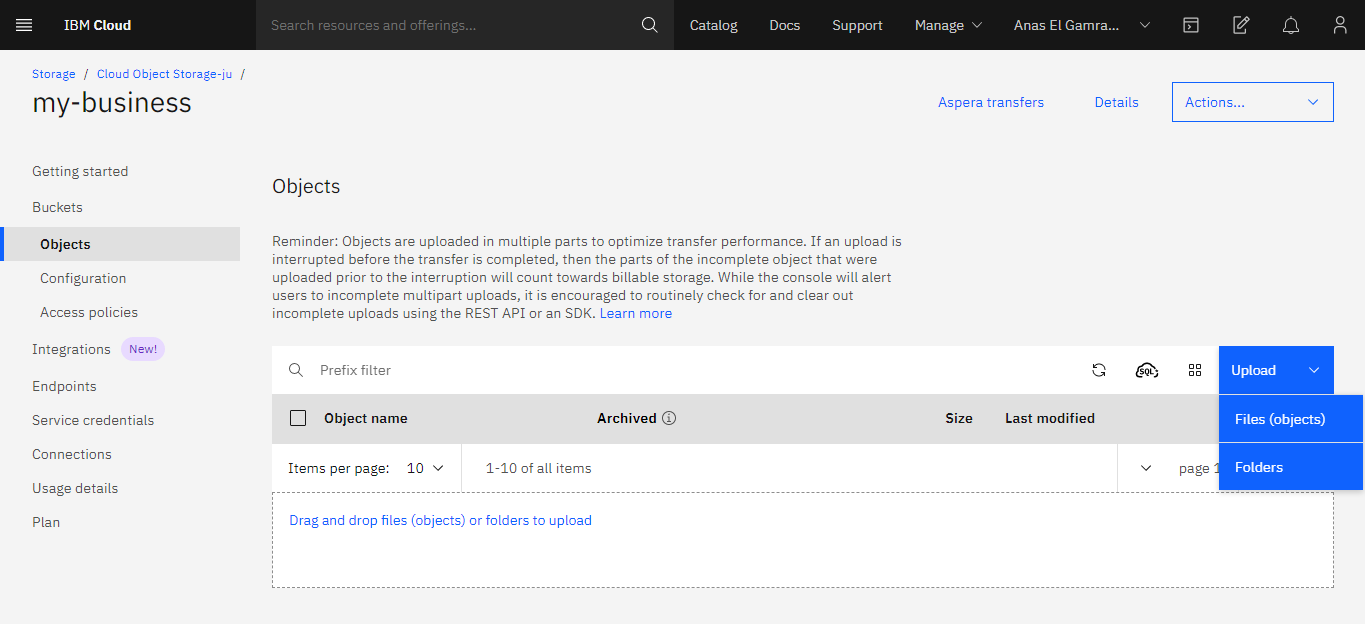 IBM Cloud
Search resources and offerings...
Catalog
Docs
Support
Manage
Anas El Gamra...
Storage / Cloud Object Storage-ju /
my-business
Aspera transfers
Details
Actions...
Getting started
Buckets
Objects
Configuration
Access policies
Integrations New!
Endpoints
Service credentials
Connections
Usage details
Plan
Objects
Reminder: Objects are uploaded in multiple parts to optimize transfer performance. If an upload is
interrupted before the transfer is completed, then the parts of the incomplete object that were
uploaded prior to the interruption will count towards billable storage. While the console will alert
users to incomplete multipart uploads, it is encouraged to routinely check for and clear out
incomplete uploads using the REST API or an SDK. Learn more
Prefix filter
SQL
Upload
Files (objects)
Folders
Object name
Archived
Size
Last modified
Items per page: 10
1-10 of all items
page 1
Drag and drop files (objects) or folders to upload